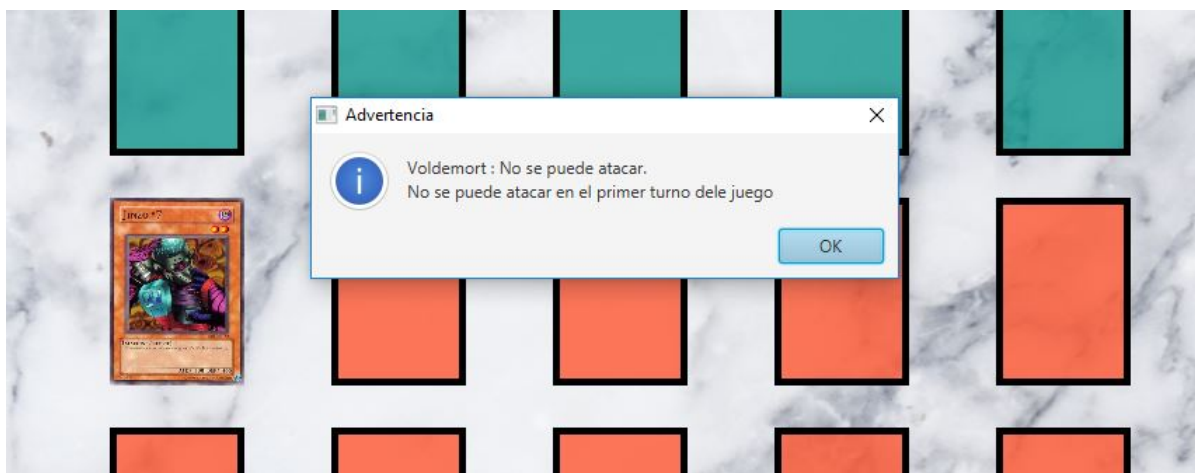 Advertencia
Voldemort : No se puede atacar.
No se puede atacar en el primer turno dele juego
OK
Jinzo #7